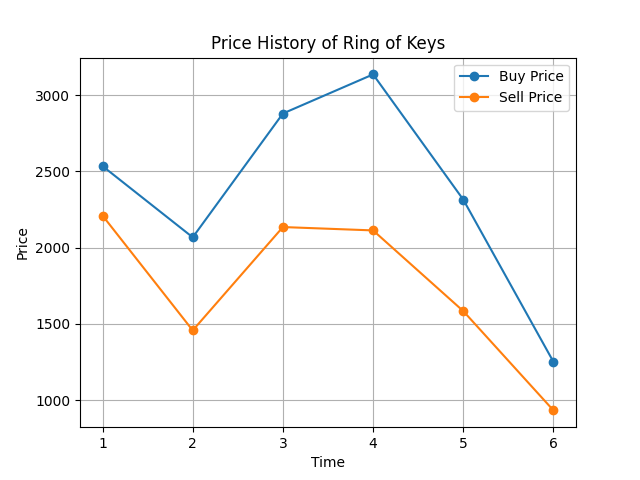 Price History of Ring of Keys
Buy Price
Sell Price
3000
2500
2000
1500
1000
Price
1 2 3 4 5 6
Time